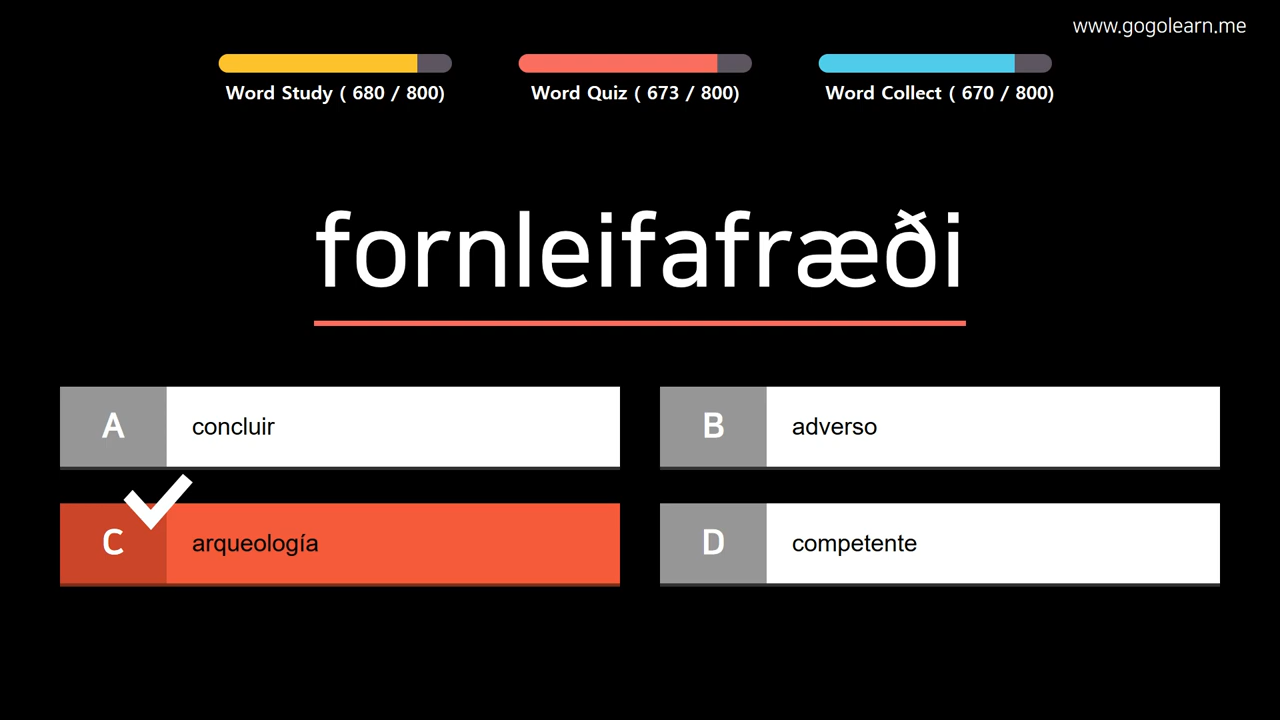 www.gogolearn.me
Word Study ( 680 / 800)
Word Quiz ( 673 / 800)
Word Collect ( 670 / 800)
fornleifafræði
A
concluir
B
adverso
C
arqueología
D
competente